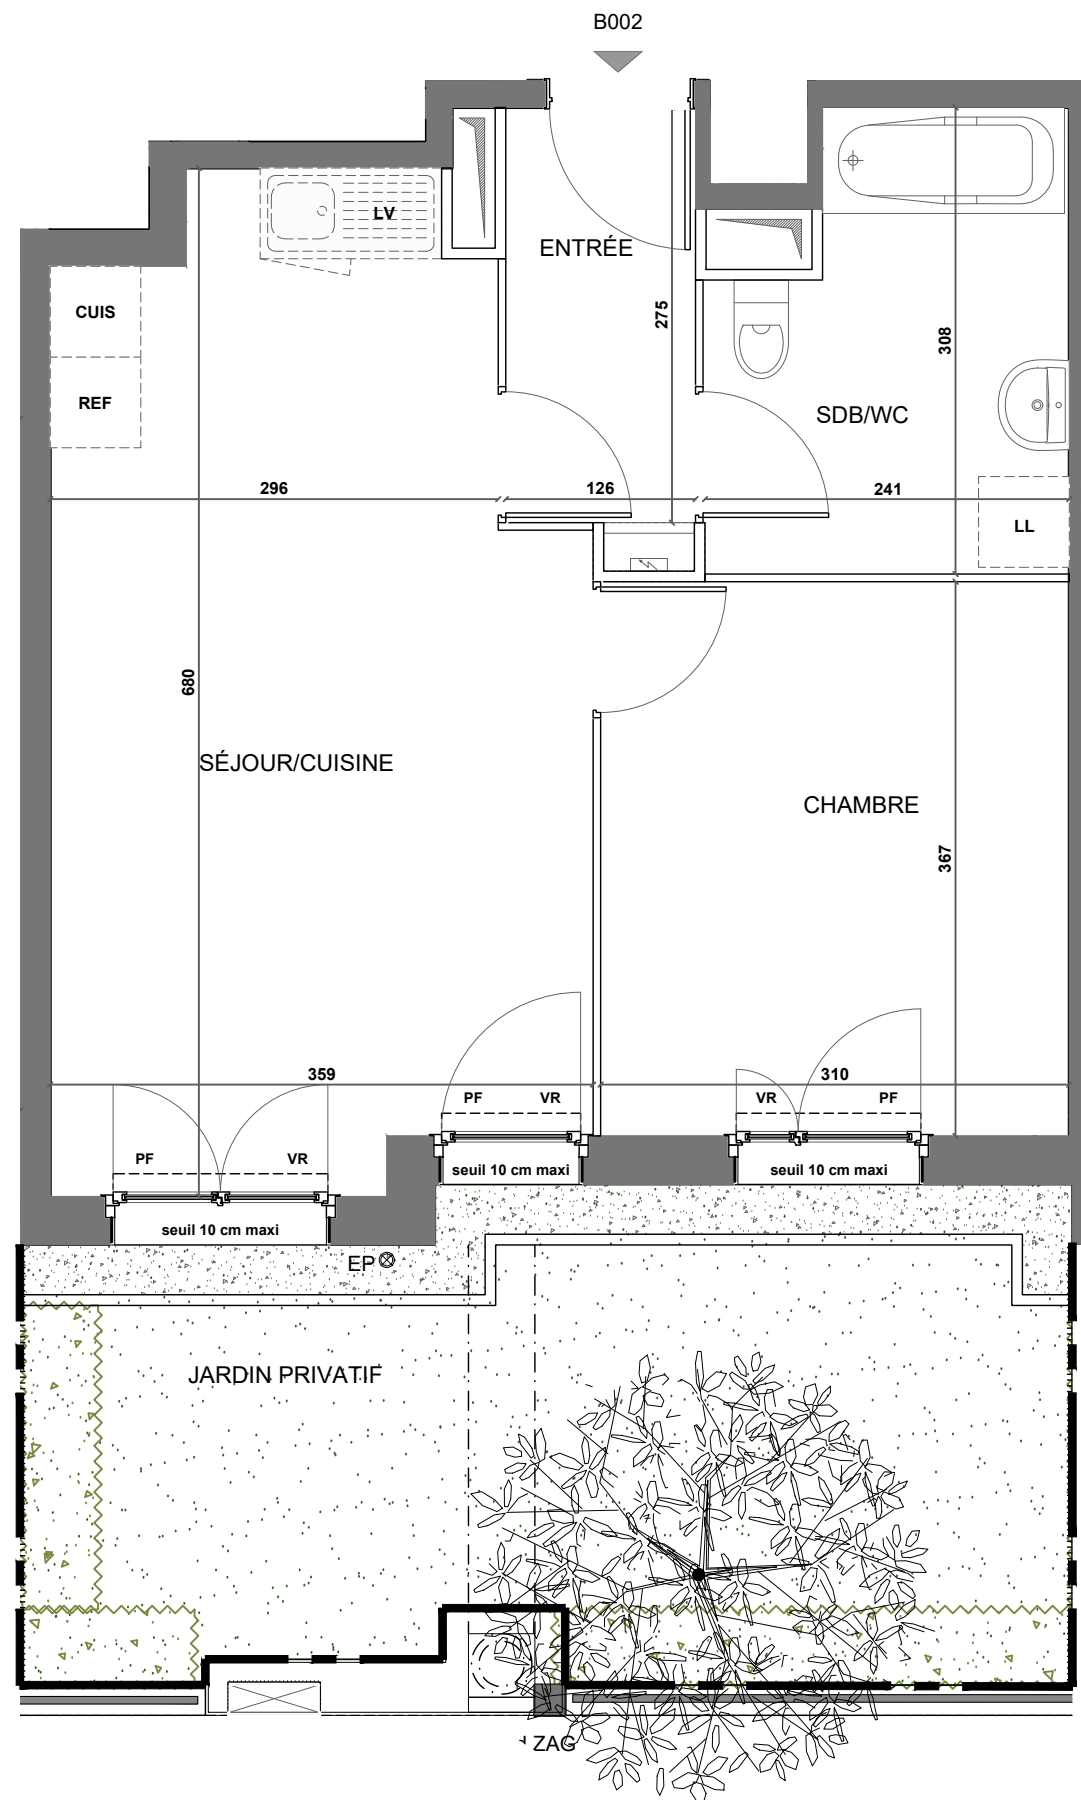 B002
ENTRÉE
LV
CUIS
REF
275
308
SDB/WC
296
126
241
LL
680
SÉJOUR/CUISINE
CHAMBRE
367
359
310
PF VR
VR PF
PF VR
seuil 10 cm maxi
seuil 10 cm maxi
seuil 10 cm maxi
EP
JARDIN PRIVATIF
ZAG